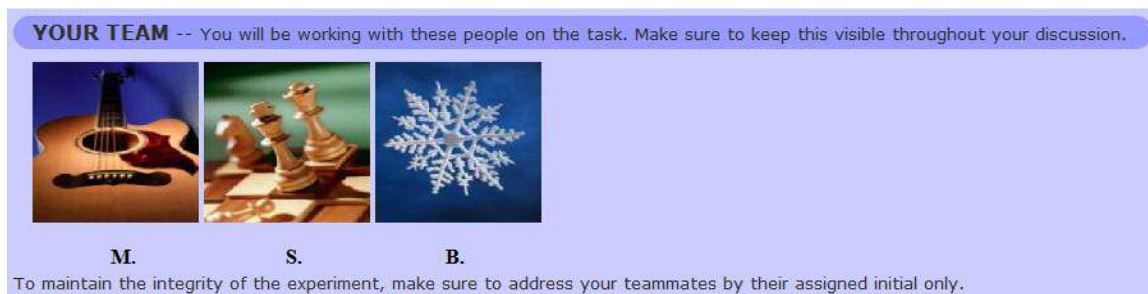 YOUR TEAM -- You will be working with these people on the task. Make sure to keep this visible throughout your discussion.
M. S. B.
To maintain the integrity of the experiment, make sure to address your teammates by their assigned initial only.